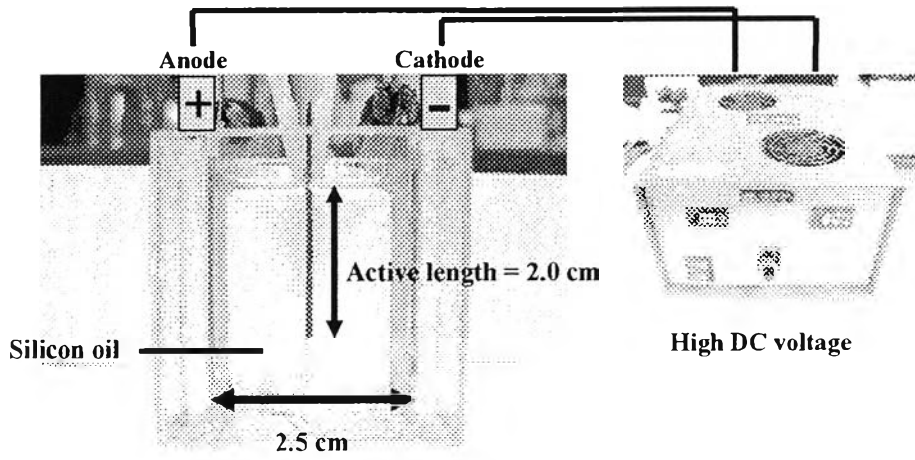 Anode
Cathode
+
-
Active length = 2.0 cm
Silicon oil
High DC voltage
2.5 cm